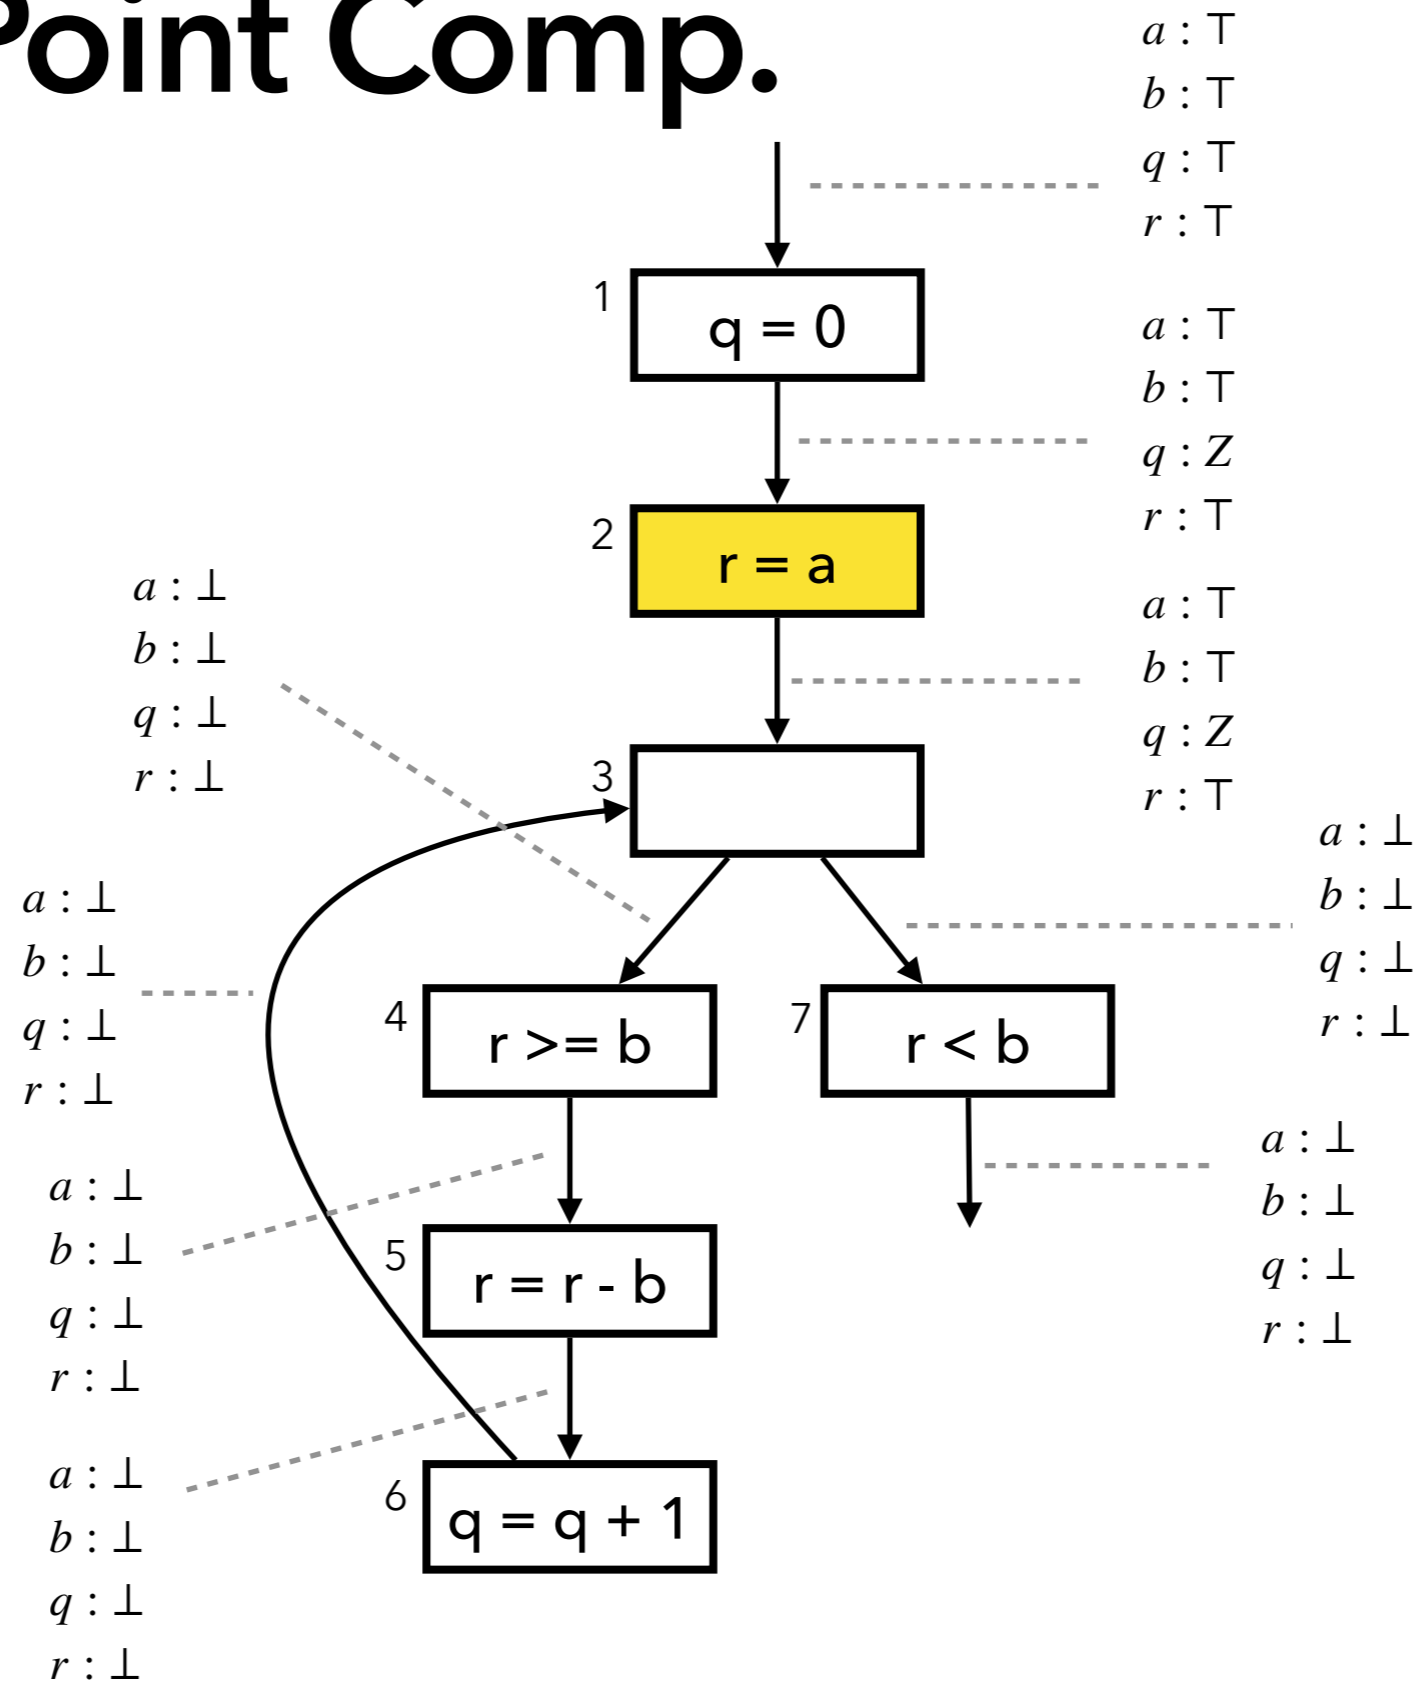 Point Comp.
a : ⊤
b : ⊤
q : ⊤
r : ⊤
1
q = 0
a : ⊤
b : ⊤
q : Z
r : ⊤
2
r = a
a : ⊤
b : ⊤
q : Z
r : ⊤
a : ⊥
b : ⊥
q : ⊥
r : ⊥
3
a : ⊥
b : ⊥
q : ⊥
r : ⊥
a : ⊥
b : ⊥
q : ⊥
r : ⊥
4
r >= b
7
r < b
a : ⊥
b : ⊥
q : ⊥
r : ⊥
a : ⊥
b : ⊥
q : ⊥
r : ⊥
5
r = r - b
a : ⊥
b : ⊥
q : ⊥
r : ⊥
6
q = q + 1